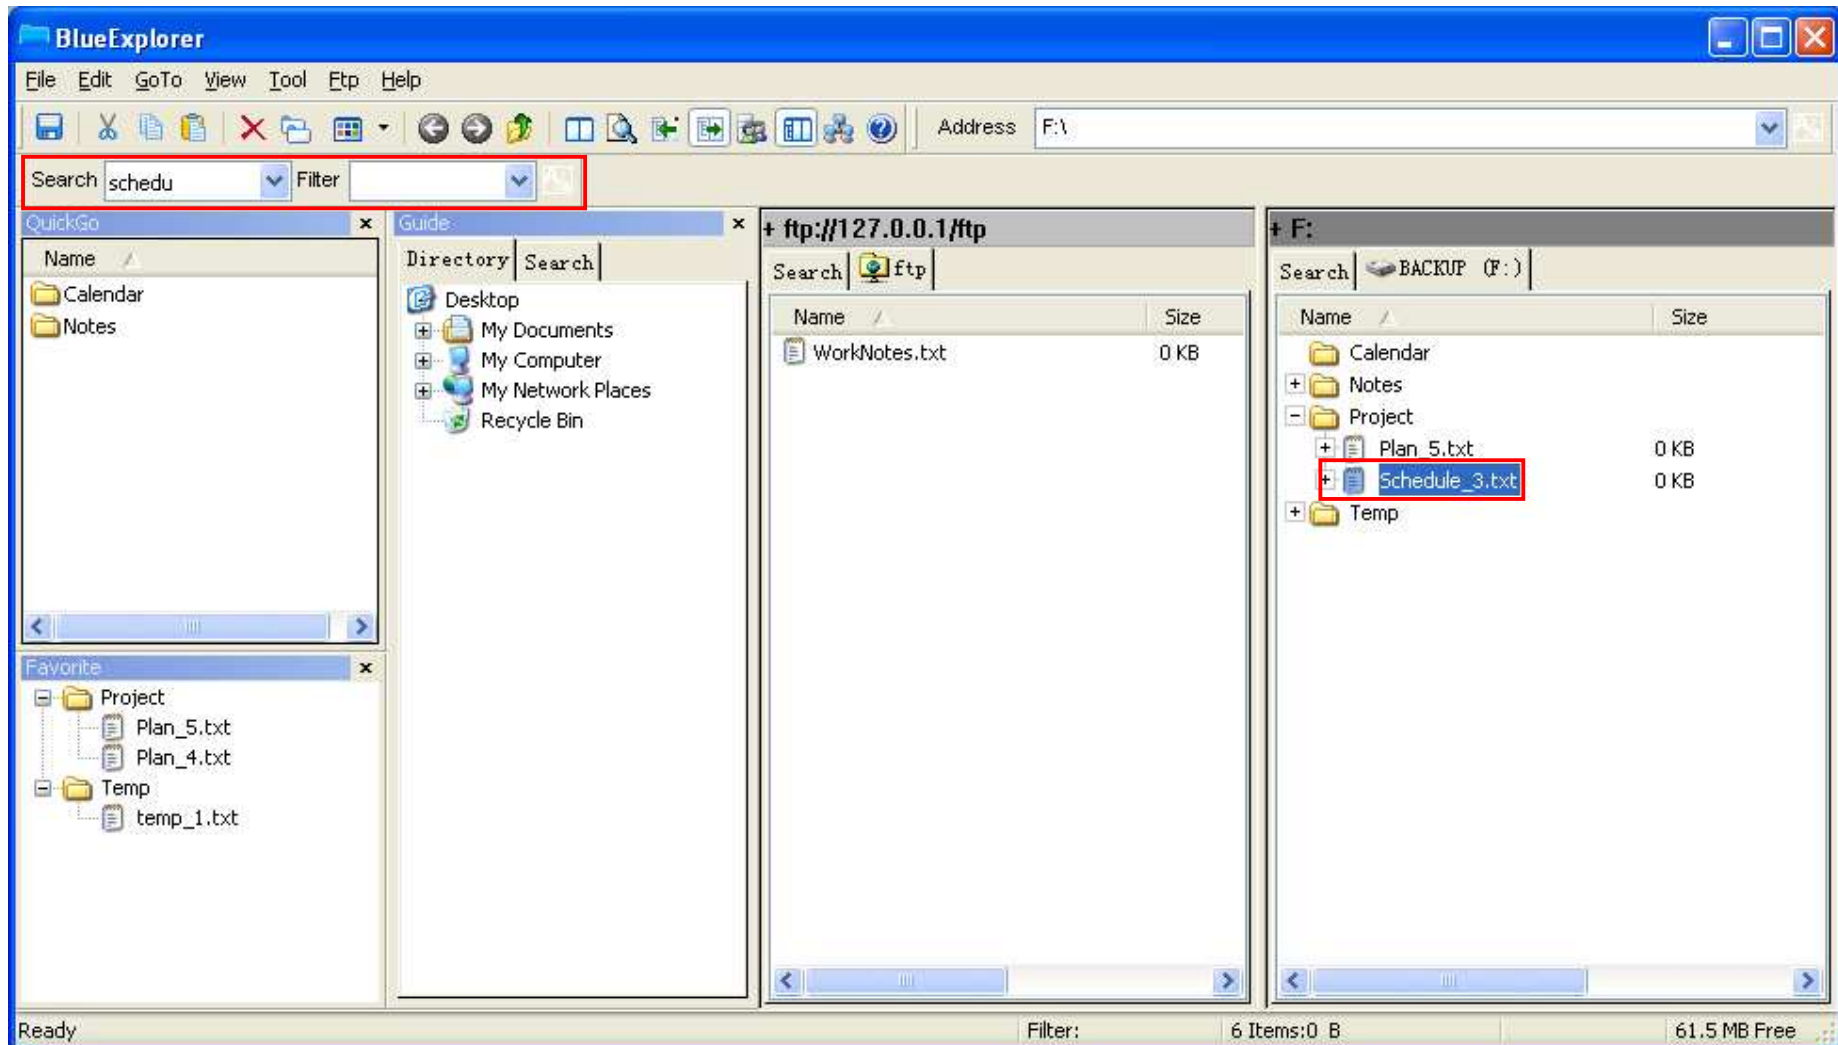 BlueExplorer
File Edit GoTo View Tool Ftp Help
Address F:\
Search schedu Filter
QuickGo
Name
Calendar
Notes
Favorite
Project
Plan_5.txt
Plan_4.txt
Temp
temp_1.txt
Guide
Directory Search
Desktop
My Documents
My Computer
My Network Places
Recycle Bin
+ ftp://127.0.0.1/ftp
Search ftp
Name Size
WorkNotes.txt 0 KB
+ F:
Search BACKUP (F:)
Name Size
Calendar
Notes
Project
Plan_5.txt 0 KB
Schedule_3.txt 0 KB
Temp
Ready Filter: 6 Items:0 B 61.5 MB Free